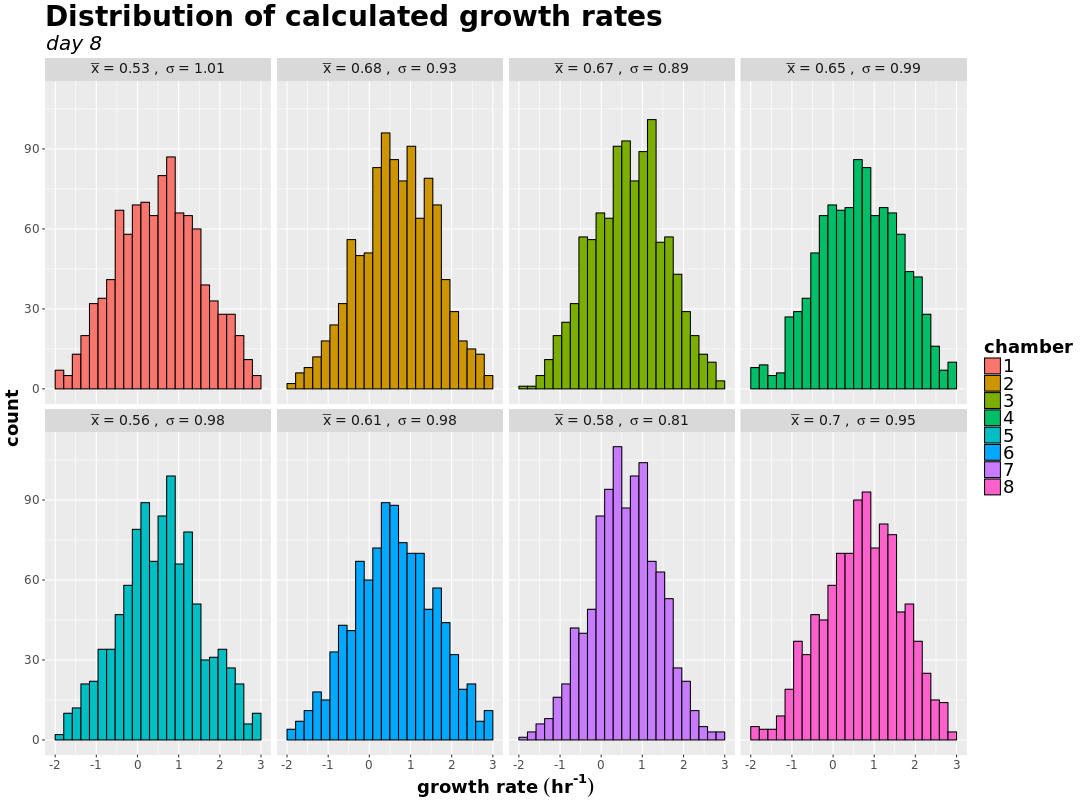 Distribution of calculated growth rates
day 8
x̅ = 0.53 , σ = 1.01
x̅ = 0.68 , σ = 0.93
x̅ = 0.67 , σ = 0.89
x̅ = 0.65 , σ = 0.99
90
60
30
0
x̅ = 0.56 , σ = 0.98
x̅ = 0.61 , σ = 0.98
x̅ = 0.58 , σ = 0.81
x̅ = 0.7 , σ = 0.95
90
60
30
0
-2 -1 0 1 2 3
-2 -1 0 1 2 3
-2 -1 0 1 2 3
-2 -1 0 1 2 3
count
growth rate (hr⁻¹)
chamber
1
2
3
4
5
6
7
8